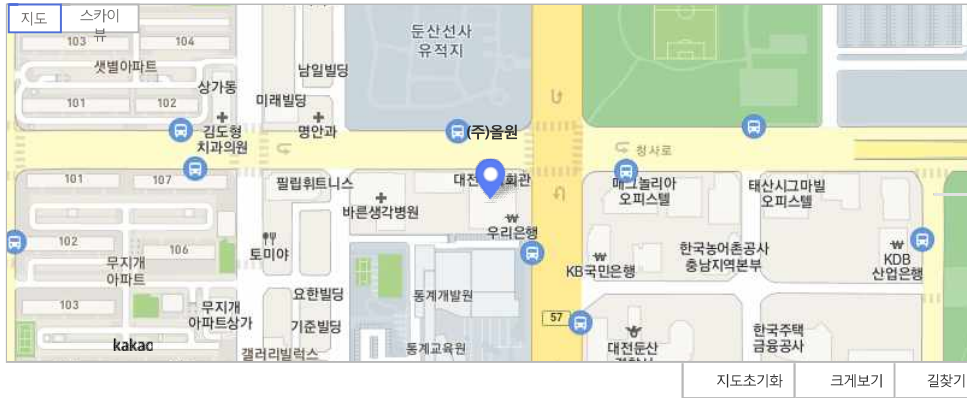 지도
스카이
뷰
103
104
둔산선사
유적지
샛별아파트
남일빌딩
상가동
101
102
미래빌딩
김도형
치과의원
명안과
(주)올원
청사로
101
107
필립휘트니스
회관
매그놀리아
오피스텔
태산시그마빌
오피스텔
바른생각병원
우리은행
102
106
토미야
KB국민은행
한국농어촌공사
충남지역본부
KDB
산업은행
무지개
아파트
103
무지개
아파트상가
요한빌딩
통계개발원
57
기준빌딩
kakao
갤러리빌럭스
통계교육원
대전둔산
한국주택
금융공사
지도초기화
크게보기
길찾기